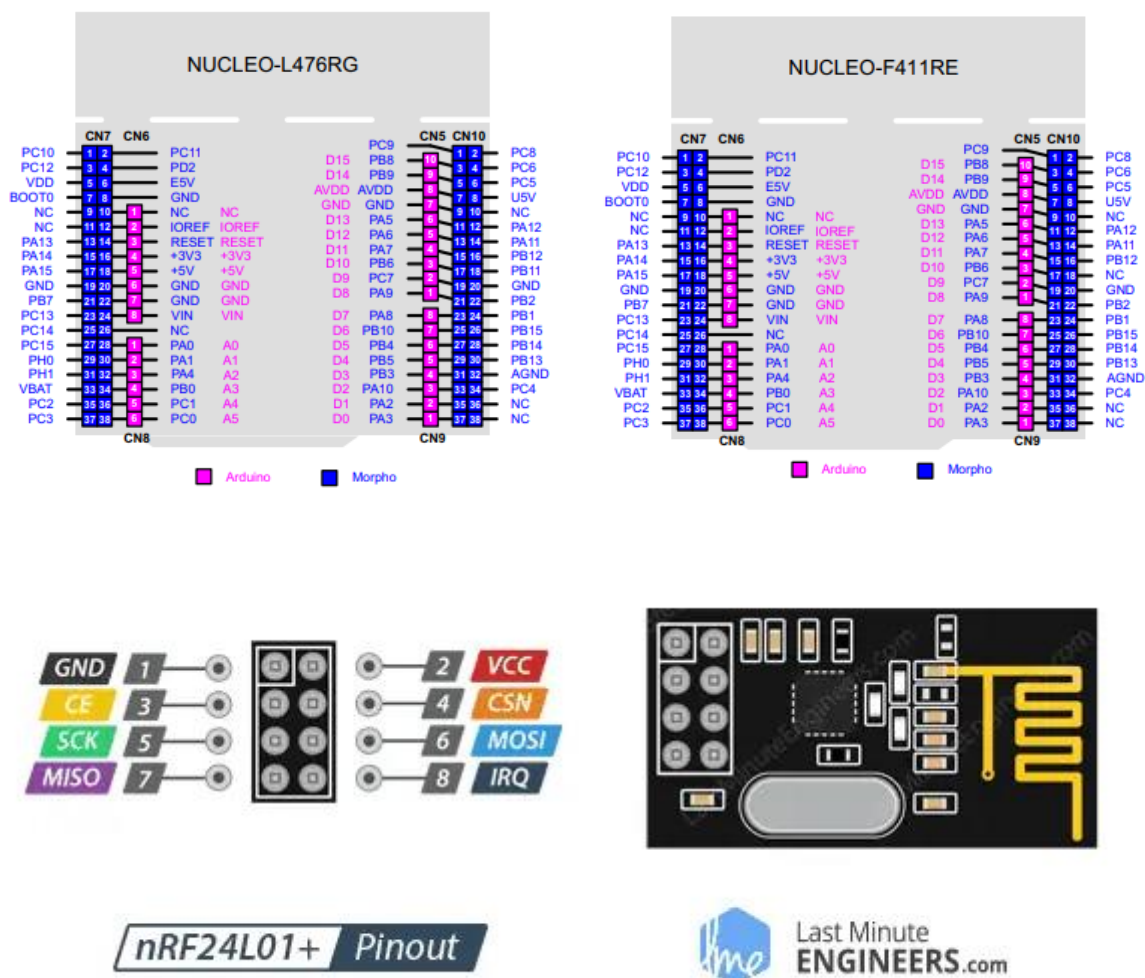 NUCLEO-L476RG
CN7 CN6 CN5 CN10
PC10 1 2 PC11 PC9 1 2 PC8
PC12 3 4 PD2 D15 PB8 10 3 4 PC6
VDD 5 6 E5V D14 PB9 9 5 6 PC5
BOOT0 7 8 GND AVDD AVDD 8 7 8 U5V
NC 9 10 1 NC NC GND GND 7 9 10 NC
NC 11 12 2 IOREF IOREF D13 PA5 6 11 12 PA12
PA13 13 14 3 RESET RESET D12 PA6 5 13 14 PA11
PA14 15 16 4 +3V3 +3V3 D11 PA7 4 15 16 PB12
PA15 17 18 5 +5V +5V D10 PB6 3 17 18 PB11
GND 19 20 6 GND GND D9 PC7 2 19 20 GND
PB7 21 22 7 GND GND D8 PA9 1 21 22 PB2
PC13 23 24 8 VIN VIN D7 PA8 8 23 24 PB1
PC14 25 26 NC D6 PB10 7 25 26 PB15
PC15 27 28 1 PA0 A0 D5 PB4 6 27 28 PB14
PH0 29 30 2 PA1 A1 D4 PB5 5 29 30 PB13
PH1 31 32 3 PA4 A2 D3 PB3 4 31 32 AGND
VBAT 33 34 4 PB0 A3 D2 PA10 3 33 34 PC4
PC2 35 36 5 PC1 A4 D1 PA2 2 35 36 NC
PC3 37 38 6 PC0 A5 D0 PA3 1 37 38 NC
CN8 CN9
Arduino Morpho
NUCLEO-F411RE
CN7 CN6 CN5 CN10
PC10 1 2 PC11 PC9 1 2 PC8
PC12 3 4 PD2 D15 PB8 10 3 4 PC6
VDD 5 6 E5V D14 PB9 9 5 6 PC5
BOOT0 7 8 GND AVDD AVDD 8 7 8 U5V
NC 9 10 1 NC NC GND GND 7 9 10 NC
NC 11 12 2 IOREF IOREF D13 PA5 6 11 12 PA12
PA13 13 14 3 RESET RESET D12 PA6 5 13 14 PA11
PA14 15 16 4 +3V3 +3V3 D11 PA7 4 15 16 PB12
PA15 17 18 5 +5V +5V D10 PB6 3 17 18 NC
GND 19 20 6 GND GND D9 PC7 2 19 20 GND
PB7 21 22 7 GND GND D8 PA9 1 21 22 PB2
PC13 23 24 8 VIN VIN D7 PA8 8 23 24 PB1
PC14 25 26 NC D6 PB10 7 25 26 PB15
PC15 27 28 1 PA0 A0 D5 PB4 6 27 28 PB14
PH0 29 30 2 PA1 A1 D4 PB5 5 29 30 PB13
PH1 31 32 3 PA4 A2 D3 PB3 4 31 32 AGND
VBAT 33 34 4 PB0 A3 D2 PA10 3 33 34 PC4
PC2 35 36 5 PC1 A4 D1 PA2 2 35 36 NC
PC3 37 38 6 PC0 A5 D0 PA3 1 37 38 NC
CN8 CN9
Arduino Morpho
GND 1 2 VCC
CE 3 4 CSN
SCK 5 6 MOSI
MISO 7 8 IRQ
nRF24L01+ Pinout
lme Last Minute
ENGINEERS.com